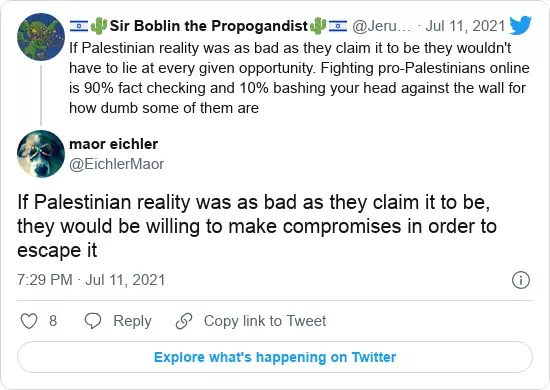 🇮🇱🌵Sir Boblin the Propogandist🌵🇮🇱 @Jeru... · Jul 11, 2021
If Palestinian reality was as bad as they claim it to be they wouldn't
have to lie at every given opportunity. Fighting pro-Palestinians online
is 90% fact checking and 10% bashing your head against the wall for
how dumb some of them are
maor eichler
@EichlerMaor
If Palestinian reality was as bad as they claim it to be,
they would be willing to make compromises in order to
escape it
7:29 PM · Jul 11, 2021
8 Reply Copy link to Tweet
Explore what's happening on Twitter